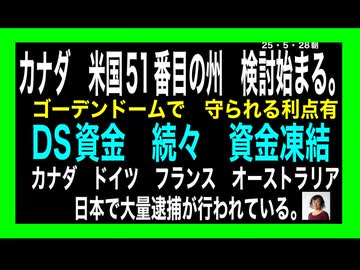 25・5・28朝
カナダ 米国51番目の州 検討始まる。
ゴーデンドームで 守られる利点有
DS資金 続々 資金凍結
カナダ ドイツ フランス オーストラリア
日本で大量逮捕が行われている。